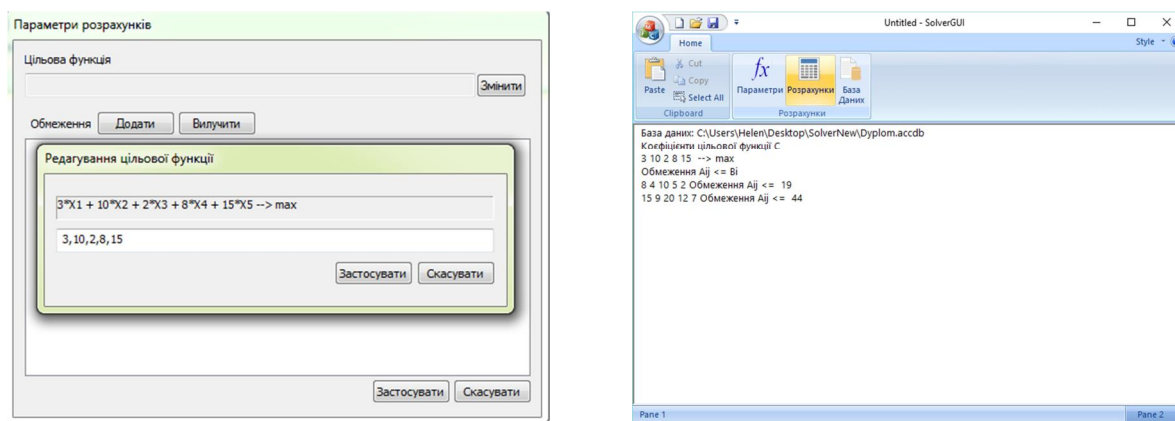 Параметри розрахунків
Цільова функція
Змінити
Обмеження Додати Вилучити
Редагування цільової функції
3*X1 + 10*X2 + 2*X3 + 8*X4 + 15*X5 --> max
3,10,2,8,15
Застосувати Скасувати
Застосувати Скасувати
Untitled - SolverGUI
Home
Style
Paste
Cut
Copy
Select All
Clipboard
fx
Параметри
Розрахунки
База Даних
Розрахунки
База даних: C:\Users\Helen\Desktop\SolverNew\Dyplom.accdb
Коефіцієнти цільової функції C
3 10 2 8 15 --> max
Обмеження Aij <= Bi
8 4 10 5 2 Обмеження Aij <= 19
15 9 20 12 7 Обмеження Aij <= 44
Pane 1
Pane 2